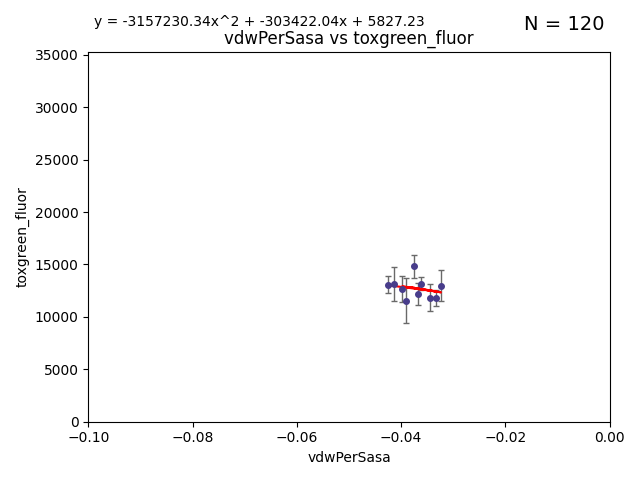 y = -3157230.34x^2 + -303422.04x + 5827.23
N = 120
vdwPerSasa vs toxgreen_fluor
35000
30000
25000
20000
15000
10000
5000
0
toxgreen_fluor
−0.10 −0.08 −0.06 −0.04 −0.02 0.00
vdwPerSasa